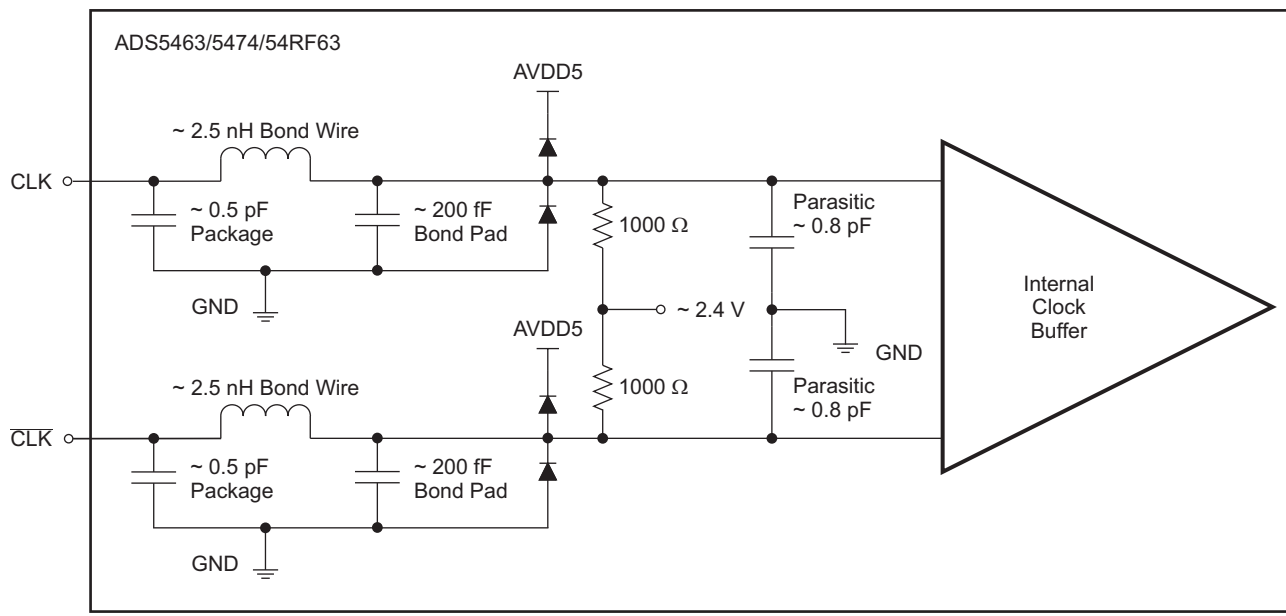 ADS5463/5474/54RF63
AVDD5
~ 2.5 nH Bond Wire
CLK
~ 0.5 pF
Package
~ 200 fF
Bond Pad
1000 Ω
Parasitic
~ 0.8 pF
GND
~ 2.4 V
Internal
Clock
Buffer
AVDD5
GND
~ 2.5 nH Bond Wire
1000 Ω
Parasitic
~ 0.8 pF
CLK
~ 0.5 pF
Package
~ 200 fF
Bond Pad
GND